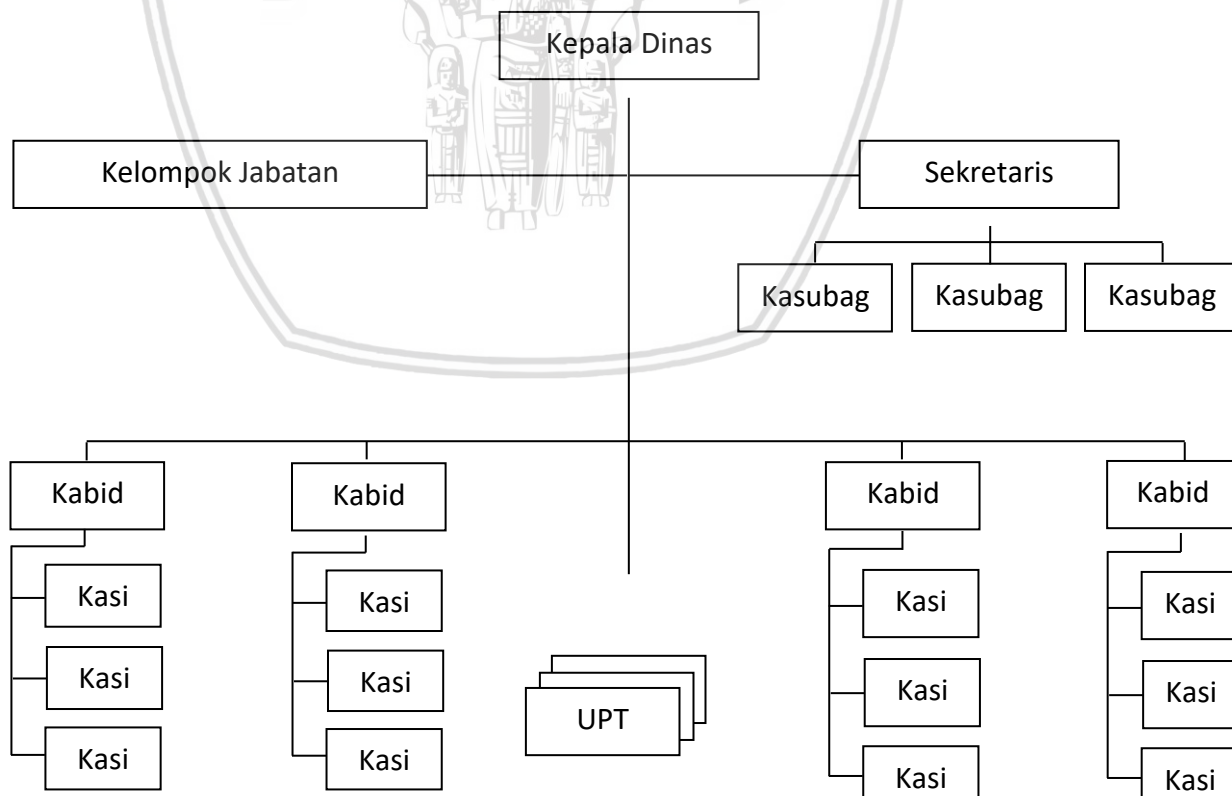 Kepala Dinas
Kelompok Jabatan
Sekretaris
Kasubag
Kasubag
Kasubag
Kabid
Kabid
Kabid
Kabid
Kasi
Kasi
Kasi
Kasi
Kasi
Kasi
Kasi
Kasi
UPT
Kasi
Kasi
Kasi
Kasi